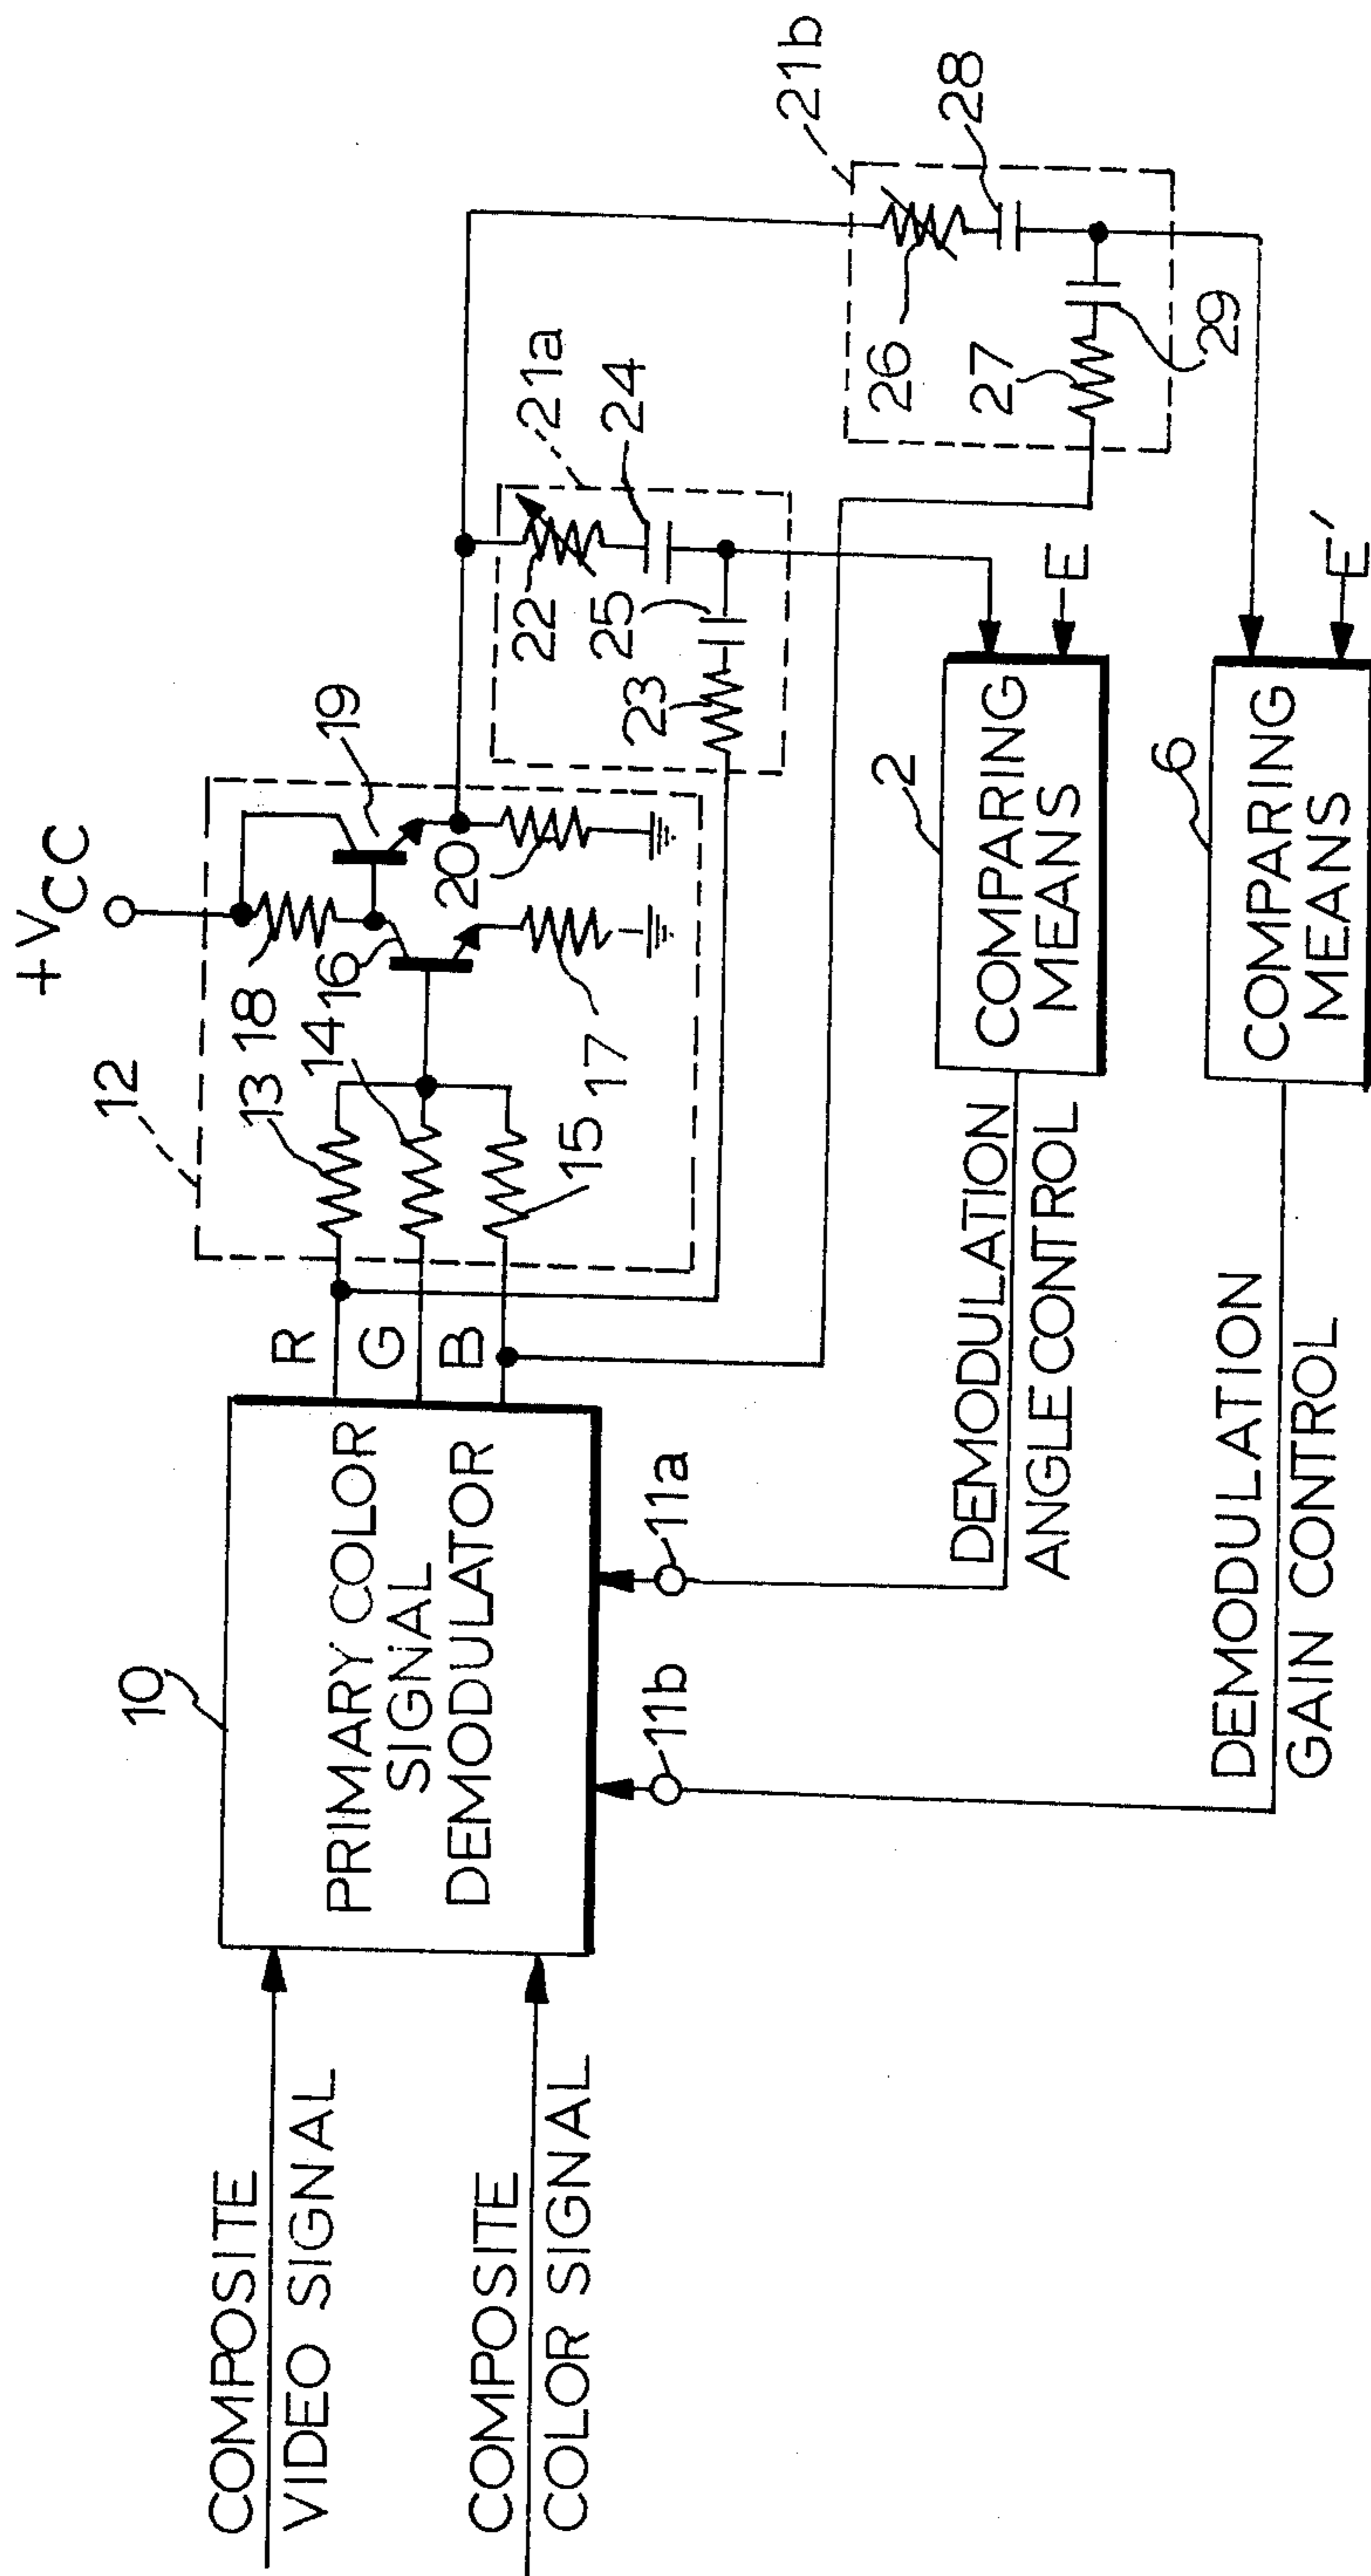 COMPOSITE
VIDEO SIGNAL
COMPOSITE
COLOR SIGNAL
10
PRIMARY COLOR
SIGNAL
DEMODULATOR
11b
11a
R
G
B
12
+VCC
13
14
15
16
17
18
19
20
21a
22
23
24
25
21b
26
27
28
29
DEMODULATION
ANGLE CONTROL
2
COMPARING
MEANS
E
DEMODULATION
GAIN CONTROL
6
COMPARING
MEANS
E'